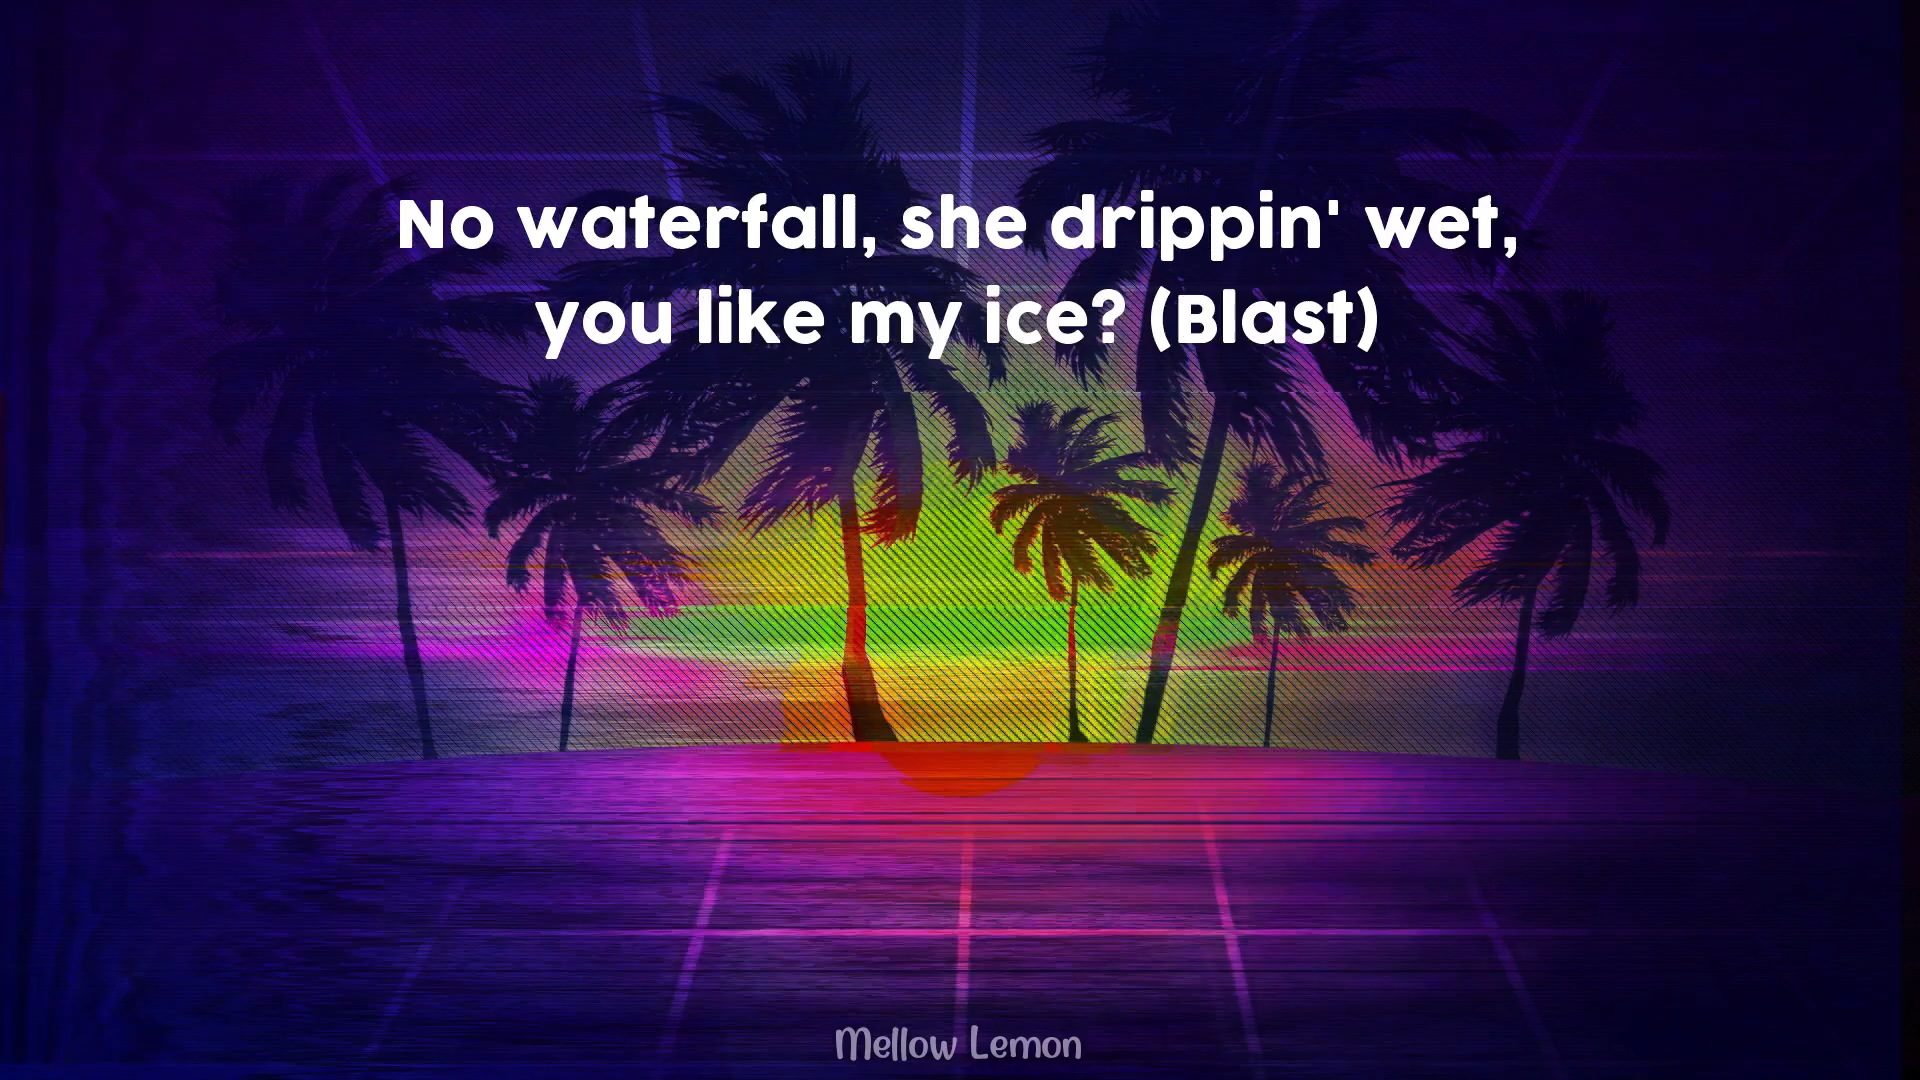 No waterfall, she drippin' wet,
you like my ice? (Blast)
Mellow Lemon